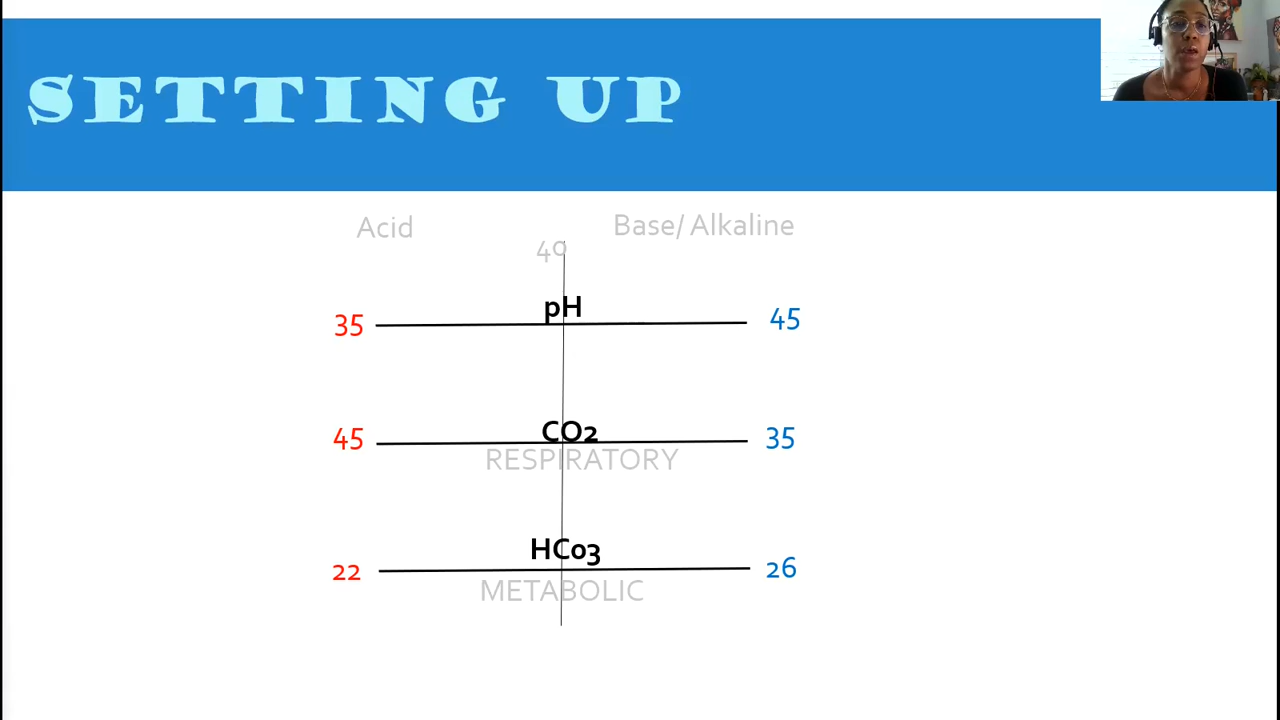 SETTING UP
Acid
Base/ Alkaline
40
pH
35
45
CO2
45
35
RESPIRATORY
HCo3
22
26
METABOLIC